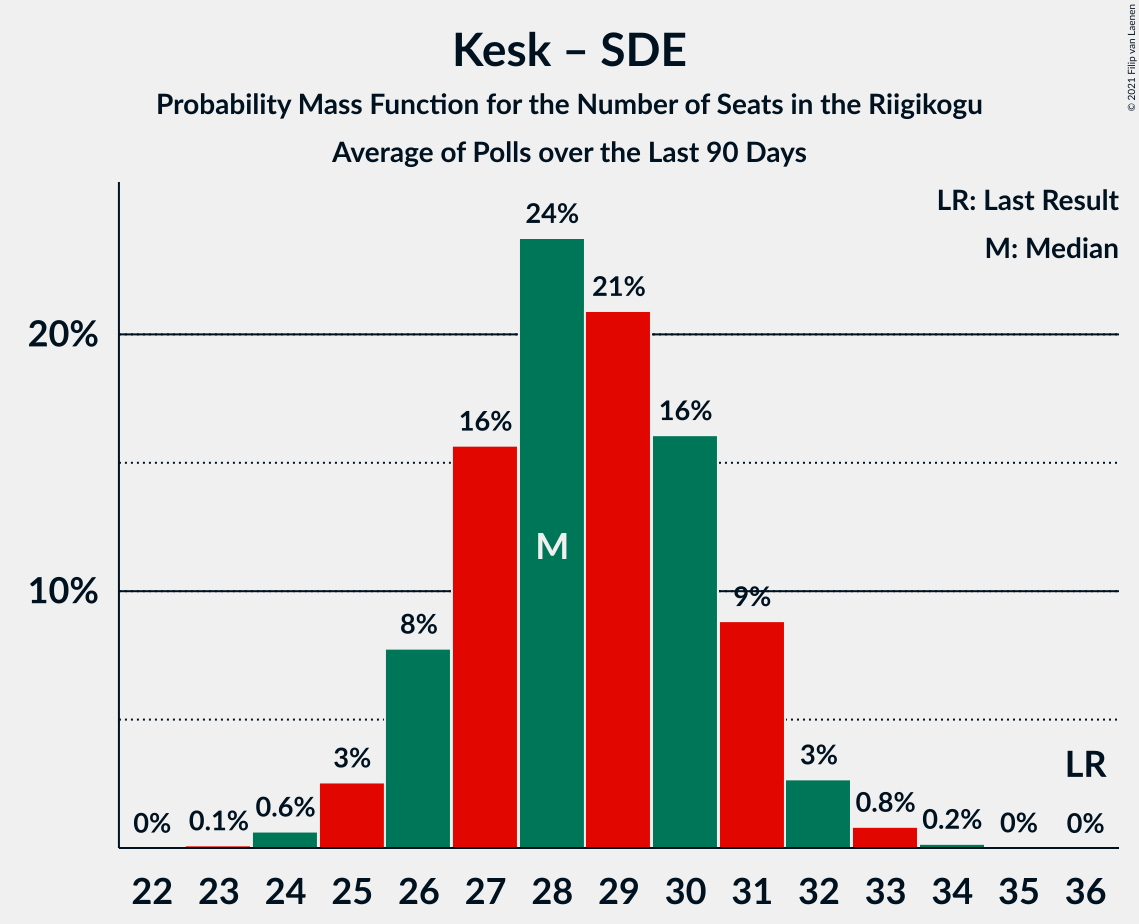 Kesk – SDE
Probability Mass Function for the Number of Seats in the Riigikogu
Average of Polls over the Last 90 Days
© 2021 Filip van Laenen
LR: Last Result
M: Median
20%
10%
0%
0.1%
0.6%
3%
8%
16%
24%
21%
16%
9%
3%
0.8%
0.2%
0%
0%
M
LR
22 23 24 25 26 27 28 29 30 31 32 33 34 35 36